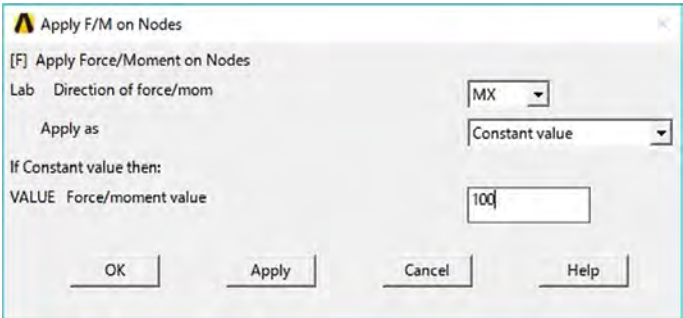 Apply F/M on Nodes
[F] Apply Force/Moment on Nodes
Lab Direction of force/mom MX
Apply as Constant value
If Constant value then:
VALUE Force/moment value 100
OK Apply Cancel Help